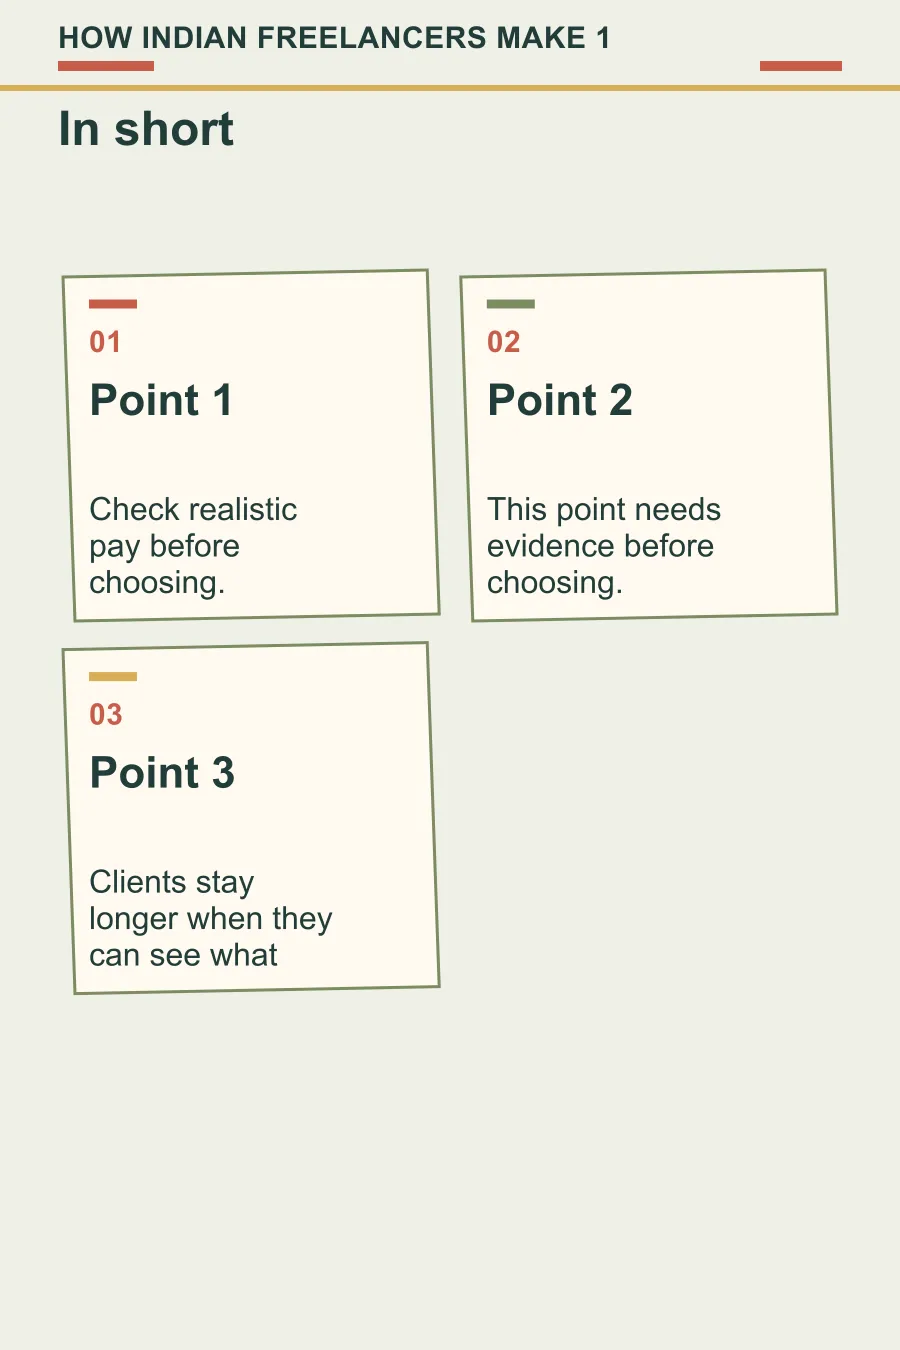 HOW INDIAN FREELANCERS MAKE 1
In short
01
Point 1
Check realistic
pay before
choosing.
02
Point 2
This point needs
evidence before
choosing.
03
Point 3
Clients stay
longer when they
can see what